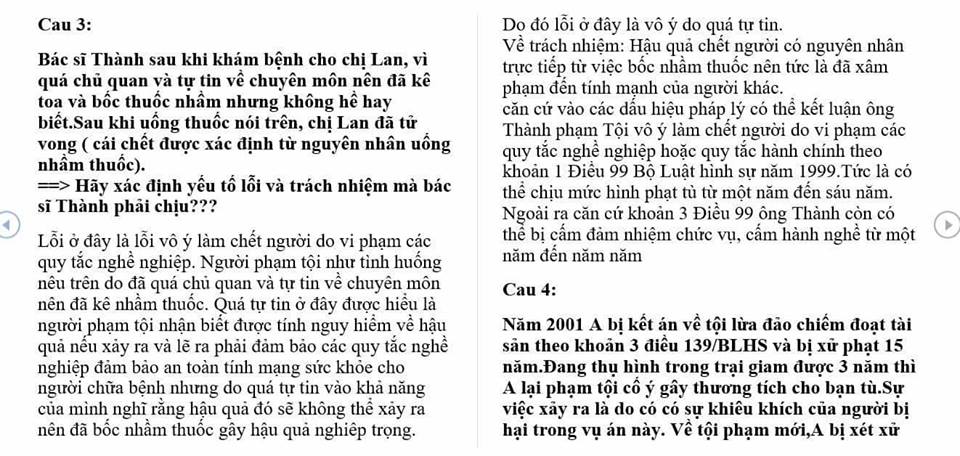 Cau 3:
Bác sĩ Thành sau khi khám bệnh cho chị Lan, vì
quá chủ quan và tự tin về chuyên môn nên đã kê
toa và bốc thuốc nhầm nhưng không hề hay
biết.Sau khi uống thuốc nói trên, chị Lan đã tử
vong ( cái chết được xác định từ nguyên nhân uống
nhầm thuốc).
==> Hãy xác định yếu tố lỗi và trách nhiệm mà bác
sĩ Thành phải chịu???
Lỗi ở đây là lỗi vô ý làm chết người do vi phạm các
quy tắc nghề nghiệp. Người phạm tội như tình huống
nêu trên do đã quá chủ quan và tự tin về chuyên môn
nên đã kê nhầm thuốc. Quá tự tin ở đây được hiểu là
người phạm tội nhận biết được tính nguy hiểm về hậu
quả nếu xảy ra và lẽ ra phải đảm bảo các quy tắc nghề
nghiệp đảm bảo an toàn tính mạng sức khỏe cho
người chữa bệnh nhưng do quá tự tin vào khả năng
của mình nghĩ rằng hậu quả đó sẽ không thể xảy ra
nên đã bốc nhầm thuốc gây hậu quả nghiêp trọng.
Do đó lỗi ở đây là vô ý do quá tự tin.
Về trách nhiệm: Hậu quả chết người có nguyên nhân
trực tiếp từ việc bốc nhầm thuốc nên tức là đã xâm
phạm đến tính mạnh của người khác.
căn cứ vào các dấu hiệu pháp lý có thể kết luận ông
Thành phạm Tội vô ý làm chết người do vi phạm các
quy tắc nghề nghiệp hoặc quy tắc hành chính theo
khoản 1 Điều 99 Bộ Luật hình sự năm 1999.Tức là có
thể chịu mức hình phạt tù từ một năm đến sáu năm.
Ngoài ra căn cứ khoản 3 Điều 99 ông Thành còn có
thể bị cấm đảm nhiệm chức vụ, cấm hành nghề từ một
năm đến năm năm
Cau 4:
Năm 2001 A bị kết án về tội lừa đảo chiếm đoạt tài
sản theo khoản 3 điều 139/BLHS và bị xử phạt 15
năm.Đang thụ hình trong trại giam được 3 năm thì
A lại phạm tội cố ý gây thương tích cho bạn tù.Sự
việc xảy ra là do có có sự khiêu khích của người bị
hại trong vụ án này. Về tội phạm mới,A bị xét xử